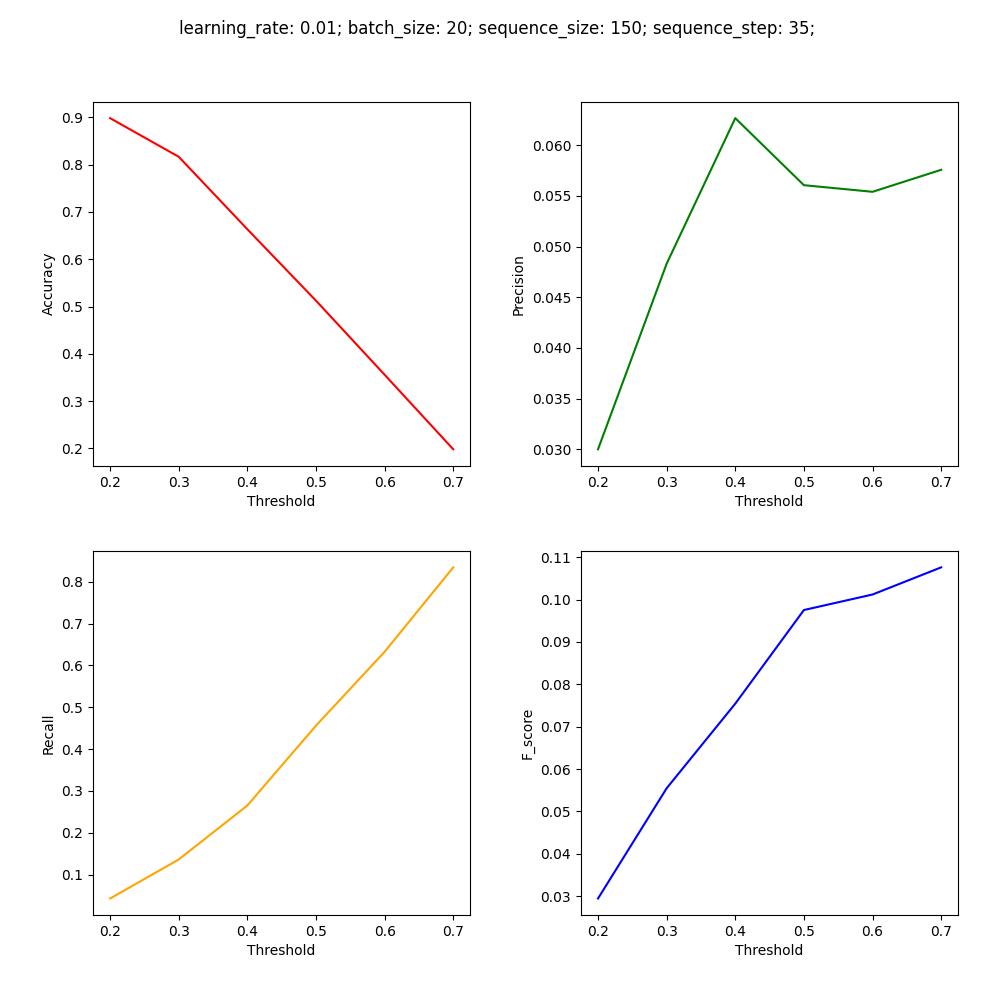 learning_rate: 0.01; batch_size: 20; sequence_size: 150; sequence_step: 35;
0.9
0.8
0.7
0.6
0.5
0.4
0.3
0.2
Accuracy
0.2 0.3 0.4 0.5 0.6 0.7
Threshold
0.060
0.055
0.050
0.045
0.040
0.035
0.030
Precision
0.2 0.3 0.4 0.5 0.6 0.7
Threshold
0.8
0.7
0.6
0.5
0.4
0.3
0.2
0.1
Recall
0.2 0.3 0.4 0.5 0.6 0.7
Threshold
0.11
0.10
0.09
0.08
0.07
0.06
0.05
0.04
0.03
F_score
0.2 0.3 0.4 0.5 0.6 0.7
Threshold